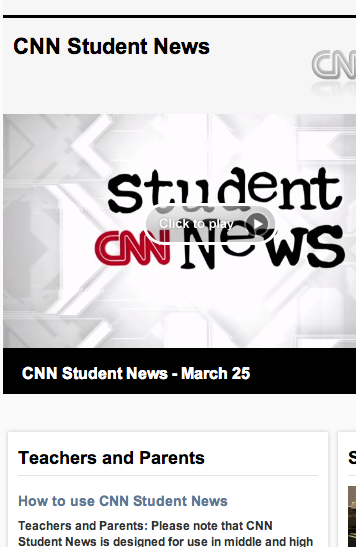 CNN Student News
CNN
Student
Click to play
CNN News
CNN Student News - March 25
Teachers and Parents
S
How to use CNN Student News
Teachers and Parents: Please note that CNN
Student News is designed for use in middle and high